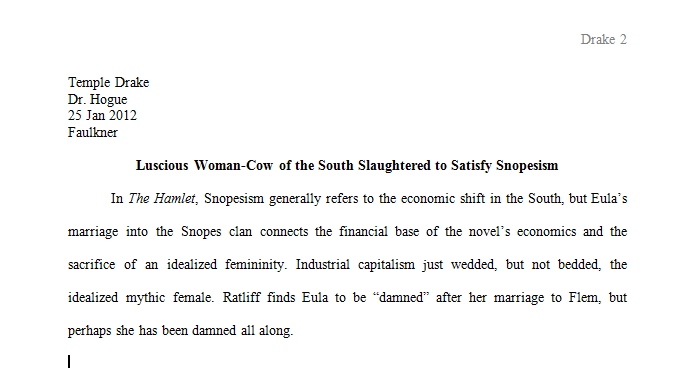 Drake 2
Temple Drake
Dr. Hogue
25 Jan 2012
Faulkner
Luscious Woman-Cow of the South Slaughtered to Satisfy Snopesism
In The Hamlet, Snopesism generally refers to the economic shift in the South, but Eula’s
marriage into the Snopes clan connects the financial base of the novel’s economics and the
sacrifice of an idealized femininity. Industrial capitalism just wedded, but not bedded, the
idealized mythic female. Ratliff finds Eula to be “damned” after her marriage to Flem, but
perhaps she has been damned all along.